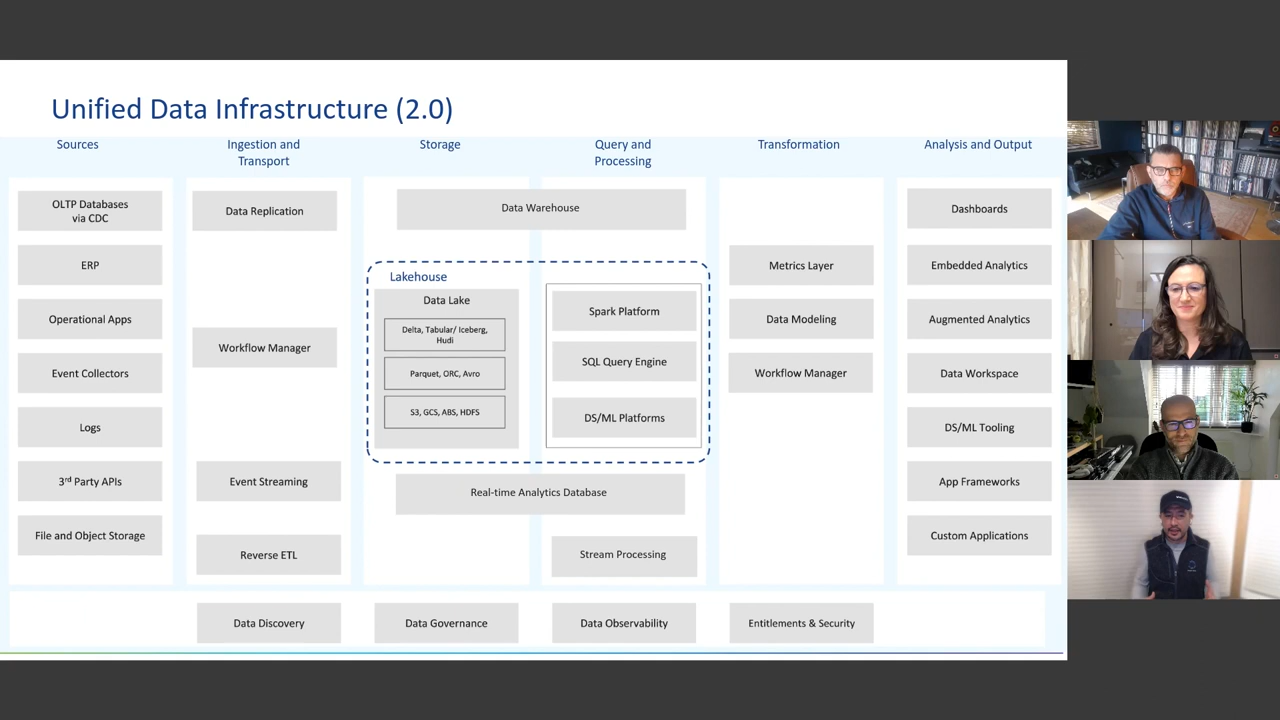 Unified Data Infrastructure (2.0)
Sources
Ingestion and
Transport
Storage
Query and
Processing
Transformation
Analysis and Output
OLTP Databases
via CDC
ERP
Operational Apps
Event Collectors
Logs
3rd Party APIs
File and Object Storage
Data Replication
Workflow Manager
Event Streaming
Reverse ETL
Data Warehouse
Lakehouse
Data Lake
Delta, Tabular/ Iceberg,
Hudi
Parquet, ORC, Avro
S3, GCS, ABS, HDFS
Spark Platform
SQL Query Engine
DS/ML Platforms
Real-time Analytics Database
Stream Processing
Metrics Layer
Data Modeling
Workflow Manager
Dashboards
Embedded Analytics
Augmented Analytics
Data Workspace
DS/ML Tooling
App Frameworks
Custom Applications
Data Discovery
Data Governance
Data Observability
Entitlements & Security